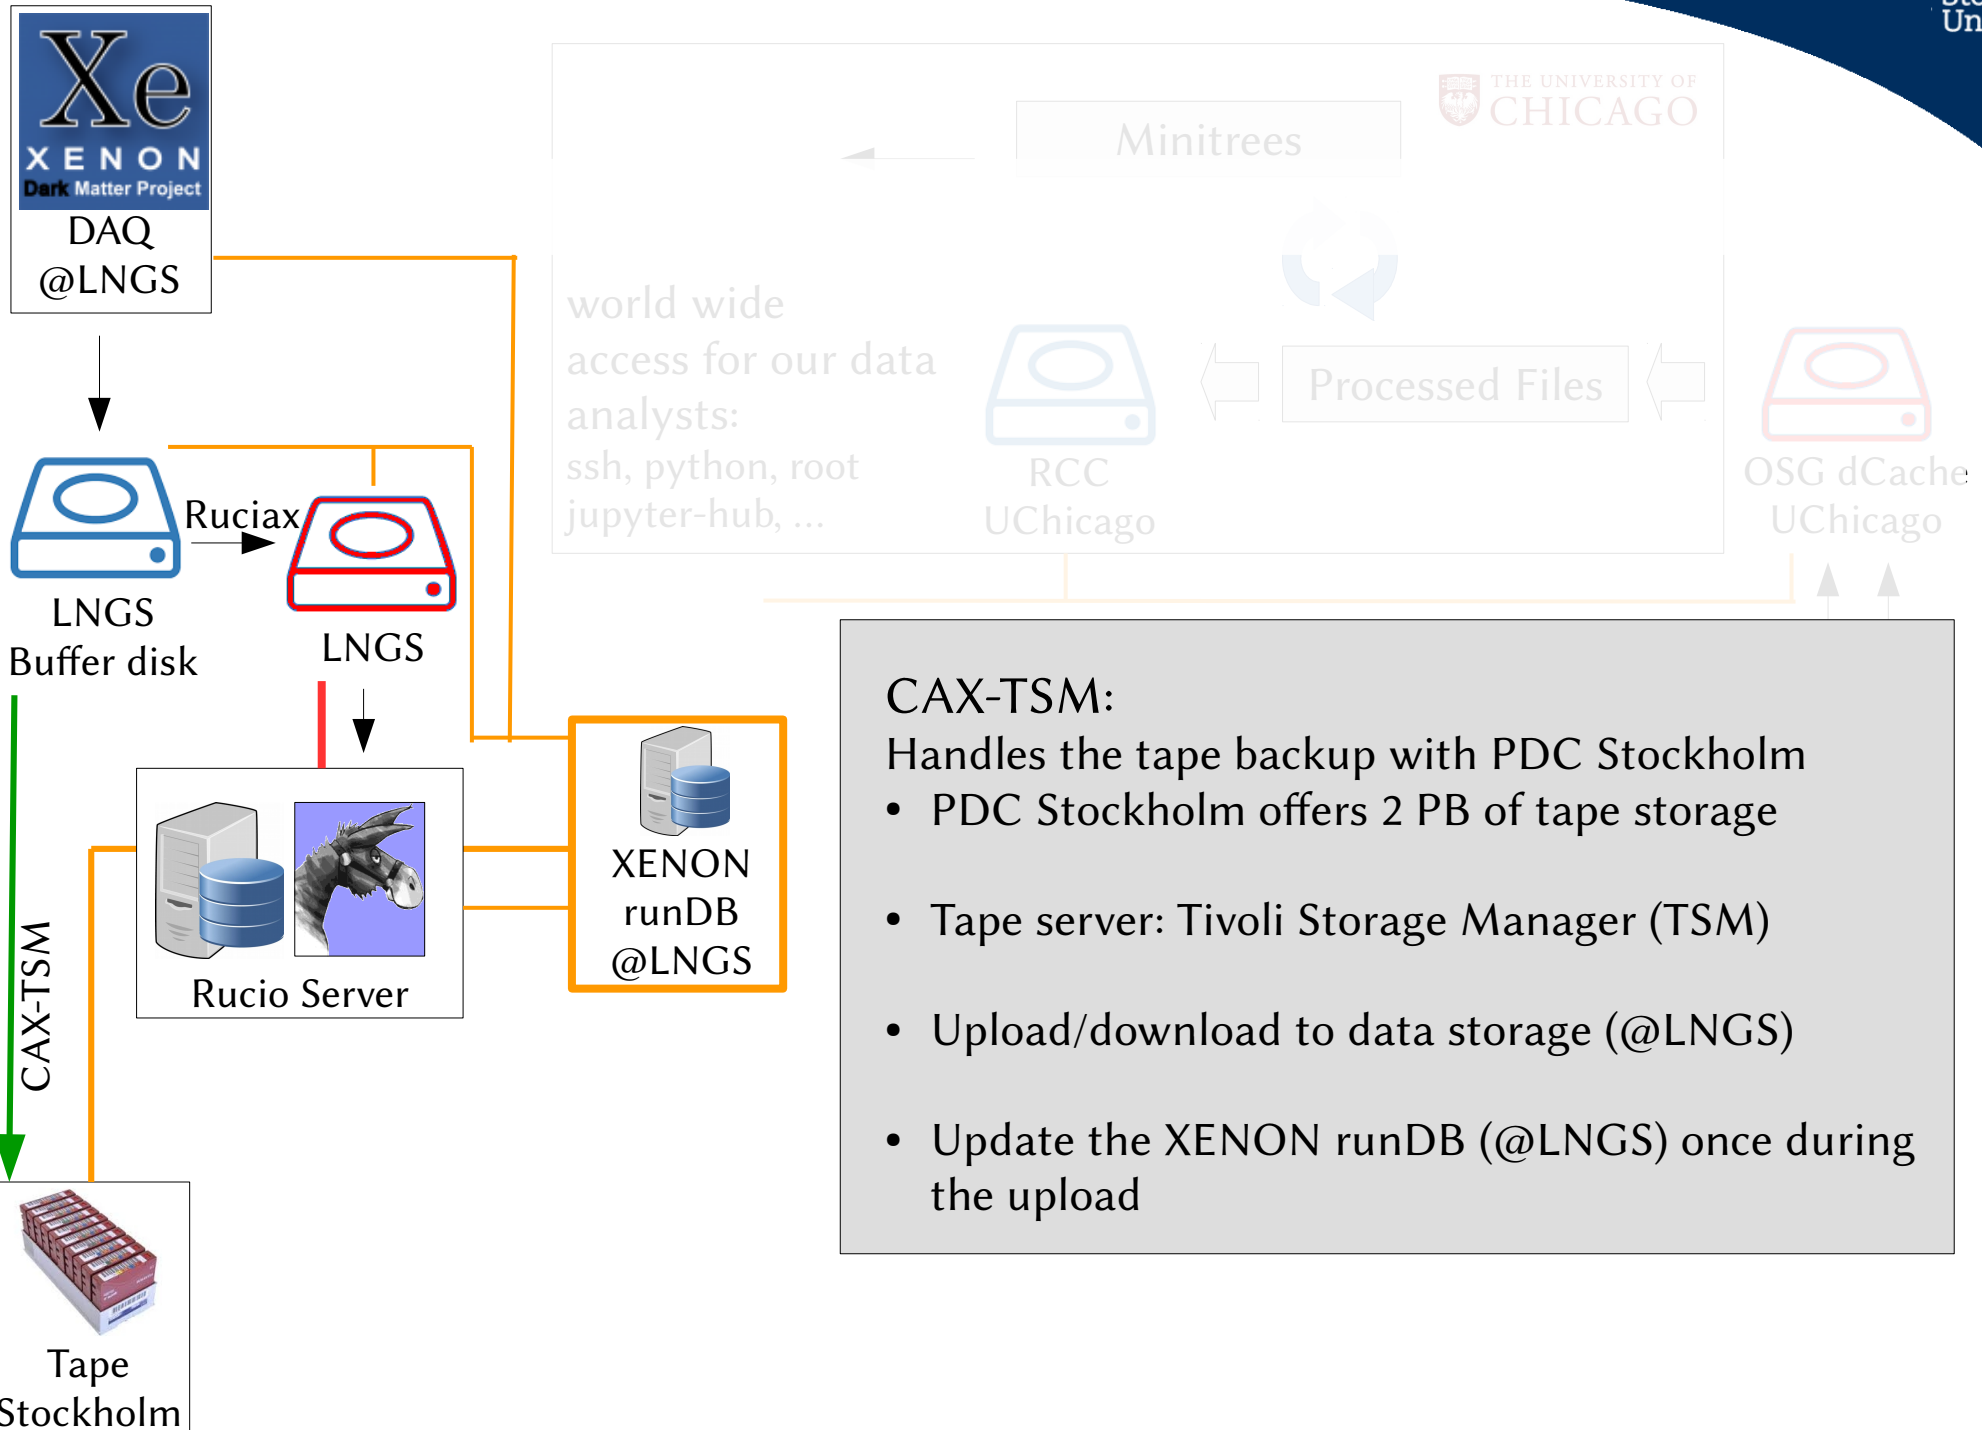 Xe
XENON
Dark Matter Project
DAQ
@LNGS
THE UNIVERSITY OF
CHICAGO
Minitrees
world wide
access for our data
analysts:
ssh, python, root
jupyter-hub, ...
Processed Files
RCC
UChicago
OSG dCache
UChicago
Ruciax
LNGS
Buffer disk
LNGS
CAX-TSM
Rucio Server
XENON
runDB
@LNGS
Tape
Stockholm
CAX-TSM:
Handles the tape backup with PDC Stockholm
• PDC Stockholm offers 2 PB of tape storage
• Tape server: Tivoli Storage Manager (TSM)
• Upload/download to data storage (@LNGS)
• Update the XENON runDB (@LNGS) once during
the upload